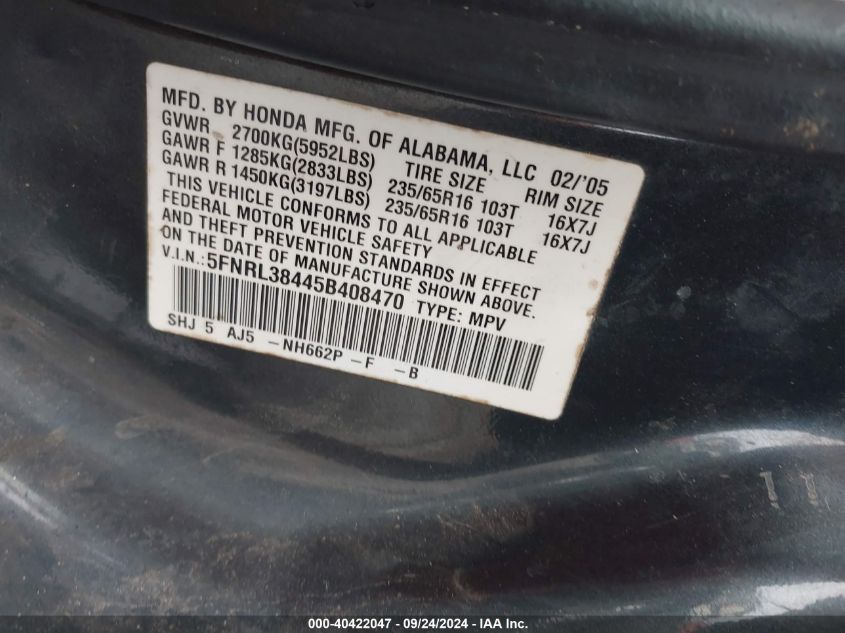 MFD. BY HONDA MFG. OF ALABAMA, LLC 02/'05
GVWR 2700KG(5952LBS) TIRE SIZE RIM SIZE
GAWR F 1285KG(2833LBS) 235/65R16 103T 16X7J
GAWR R 1450KG(3197LBS) 235/65R16 103T 16X7J
THIS VEHICLE CONFORMS TO ALL APPLICABLE
FEDERAL MOTOR VEHICLE SAFETY
AND THEFT PREVENTION STANDARDS IN EFFECT
ON THE DATE OF MANUFACTURE SHOWN ABOVE.
V.I.N.:5FNRL38445B408470 TYPE: MPV
SHJ 5 AJ5 -NH662P -F -B
000-40422047 - 09/24/2024 - IAA Inc.